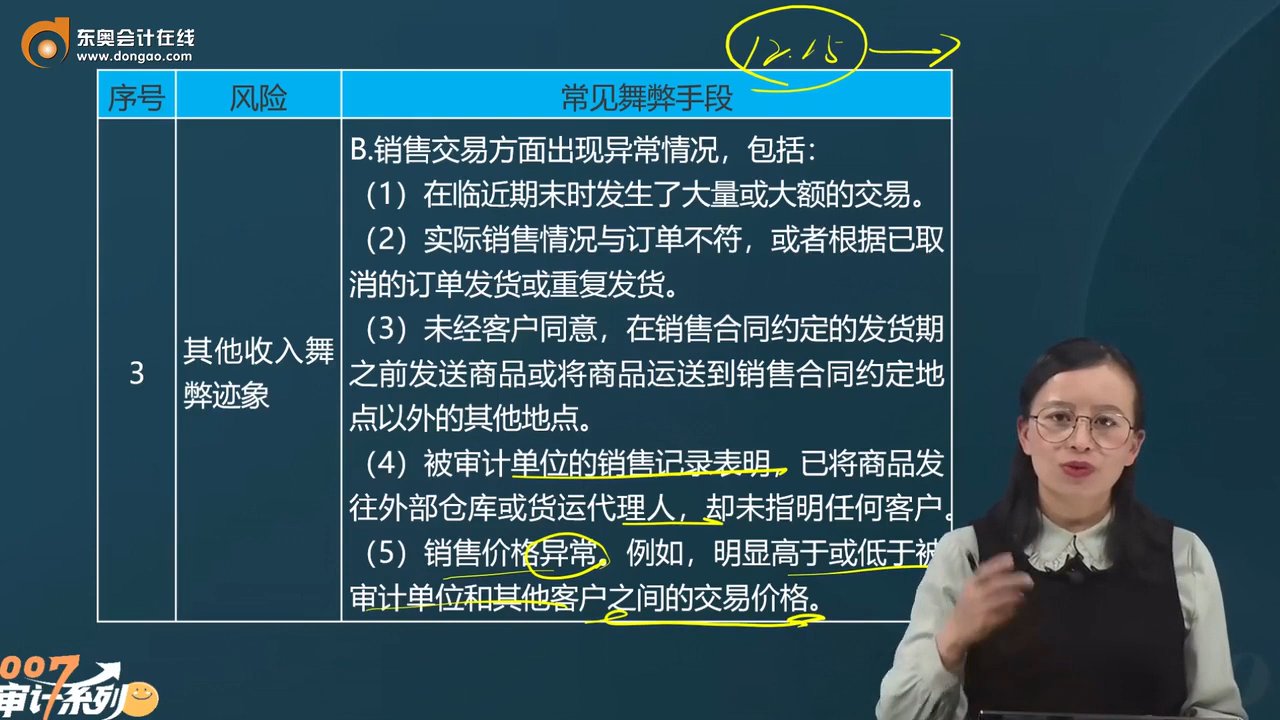 东奥会计在线
www.dongao.com
12.15
序号 风险 常见舞弊手段
B.销售交易方面出现异常情况，包括：
（1）在临近期末时发生了大量或大额的交易。
（2）实际销售情况与订单不符，或者根据已取
消的订单发货或重复发货。
（3）未经客户同意，在销售合同约定的发货期
之前发送商品或将商品运送到销售合同约定地
点以外的其他地点。
3
其他收入舞
弊迹象
（4）被审计单位的销售记录表明，已将商品发
往外部仓库或货运代理人，却未指明任何客户。
（5）销售价格异常。例如，明显高于或低于被
审计单位和其他客户之间的交易价格。
007
审计系列